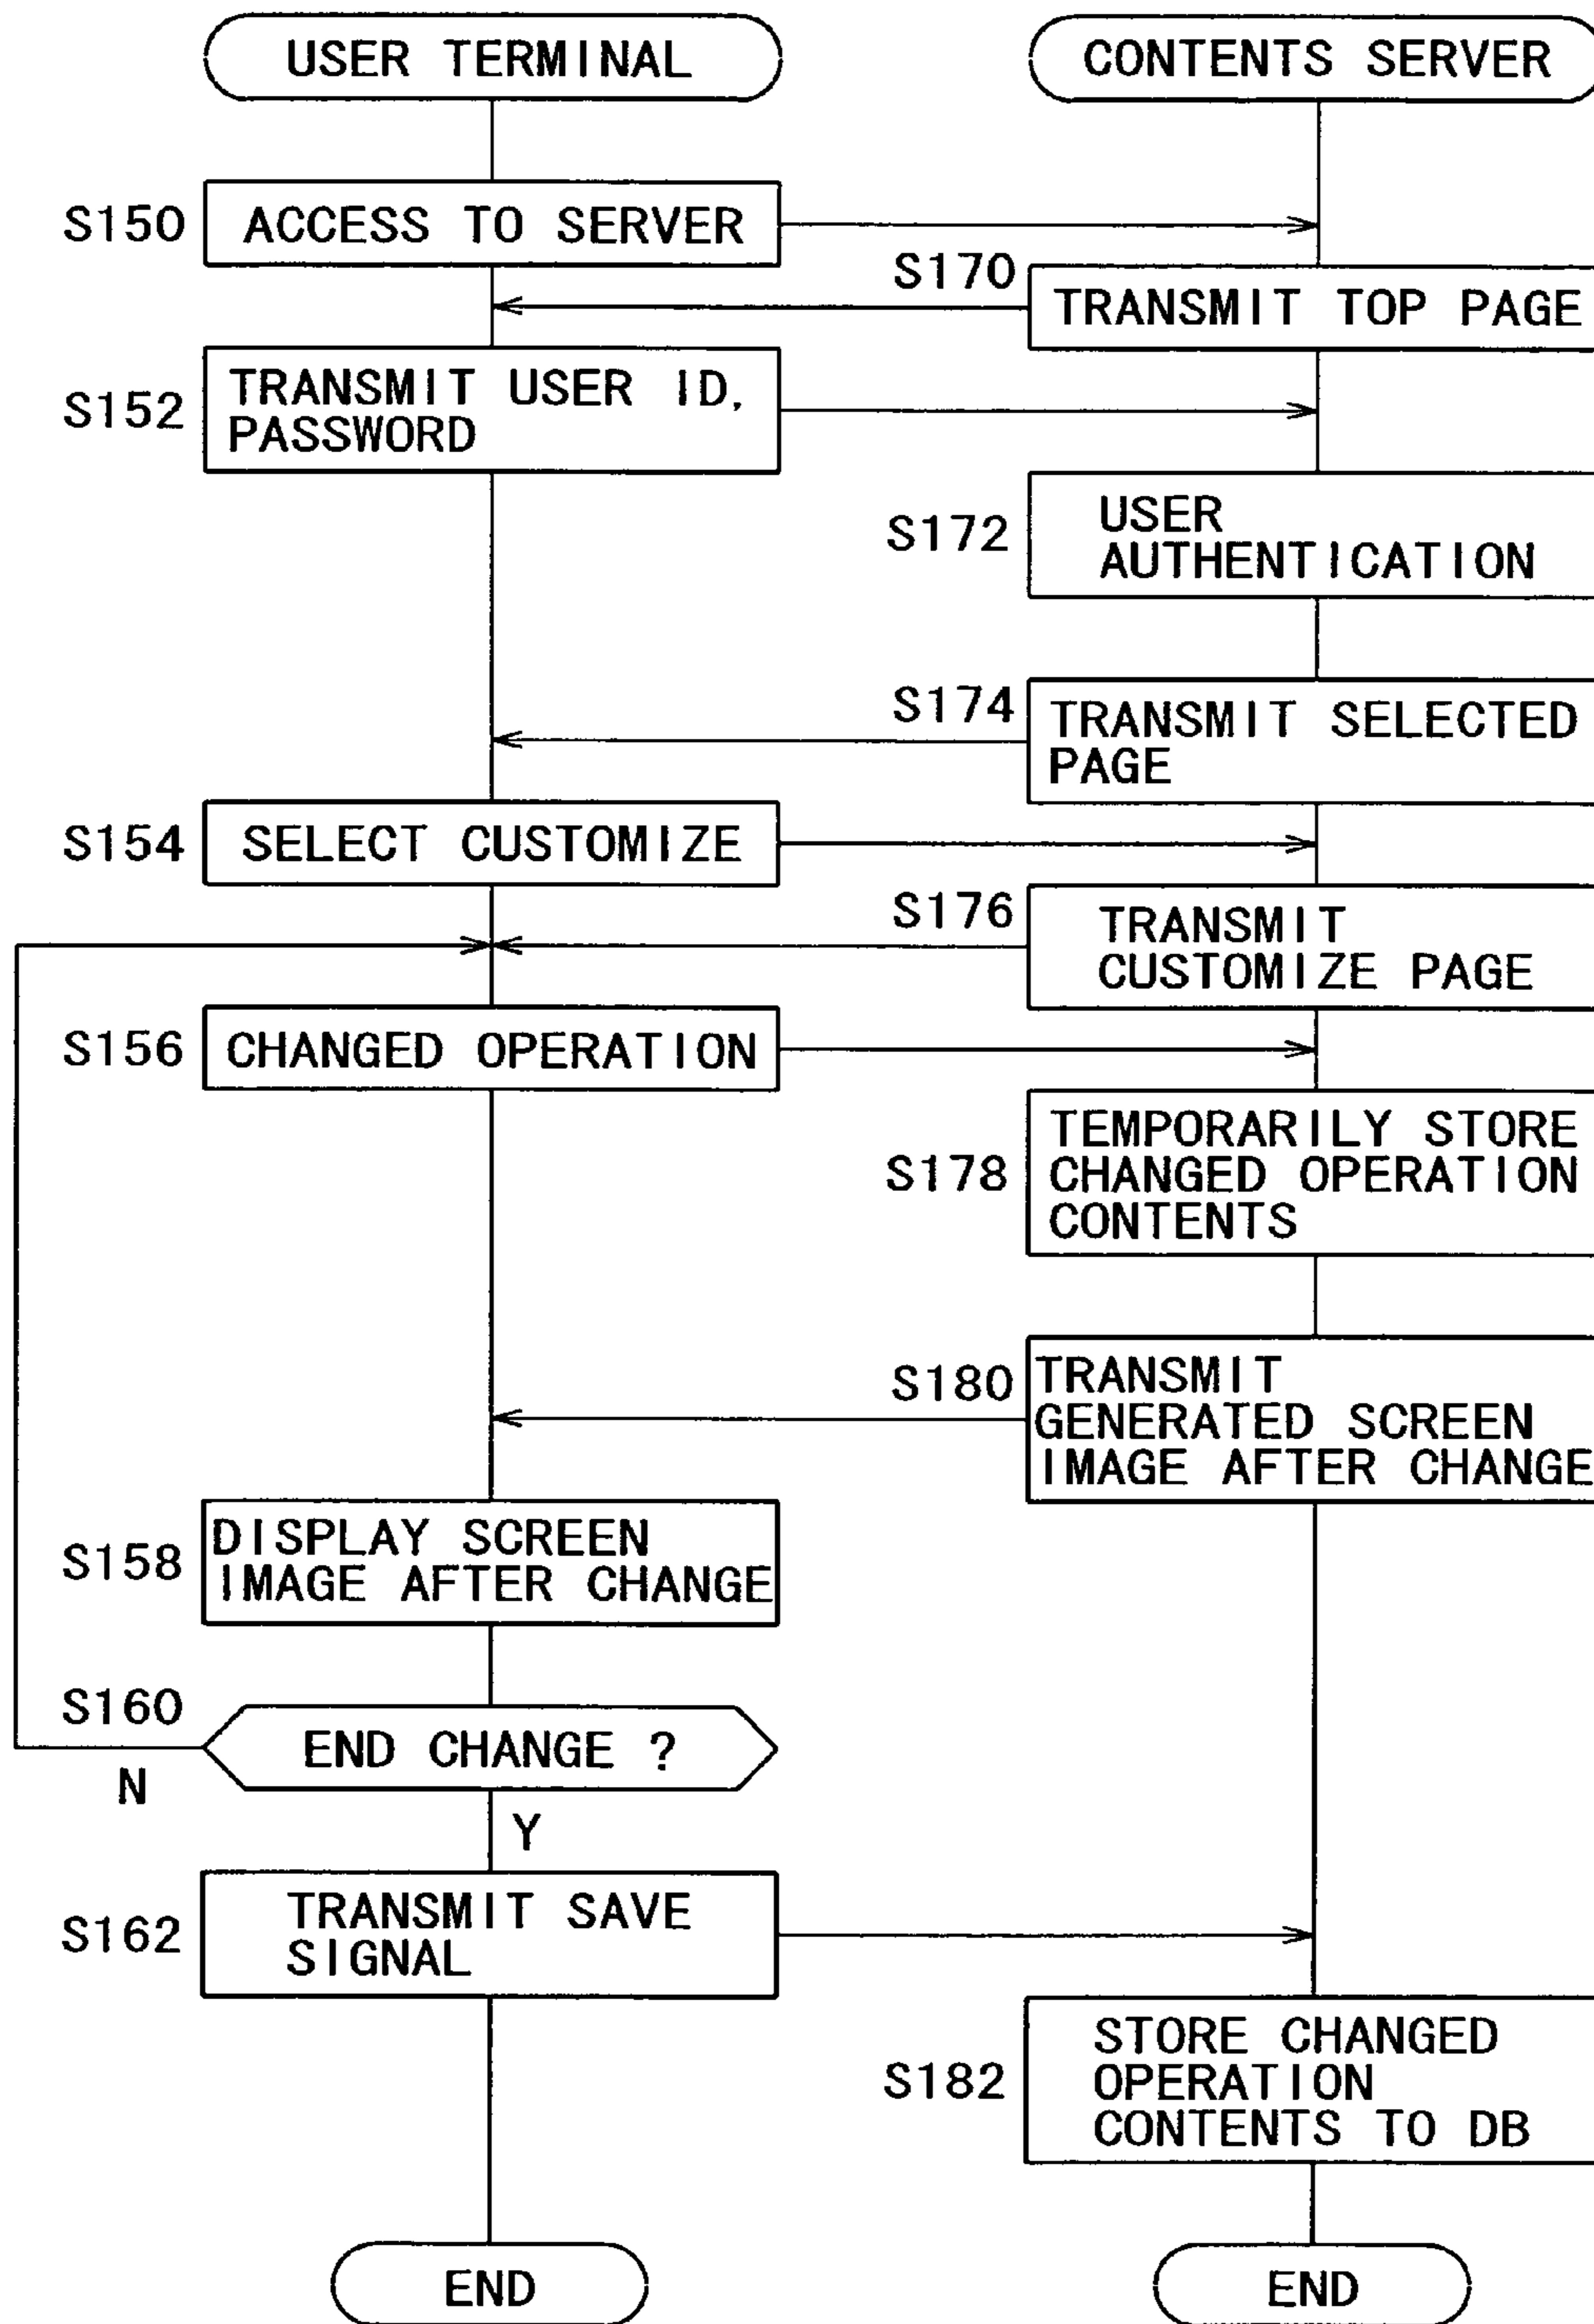 USER TERMINAL
CONTENTS SERVER
S150
ACCESS TO SERVER
S170
TRANSMIT TOP PAGE
S152
TRANSMIT USER ID,
PASSWORD
S172
USER
AUTHENTICATION
S174
TRANSMIT SELECTED
PAGE
S154
SELECT CUSTOMIZE
S176
TRANSMIT
CUSTOMIZE PAGE
S156
CHANGED OPERATION
S178
TEMPORARILY STORE
CHANGED OPERATION
CONTENTS
S180
TRANSMIT
GENERATED SCREEN
IMAGE AFTER CHANGE
S158
DISPLAY SCREEN
IMAGE AFTER CHANGE
S160
END CHANGE ?
N
Y
S162
TRANSMIT SAVE
SIGNAL
S182
STORE CHANGED
OPERATION
CONTENTS TO DB
END
END